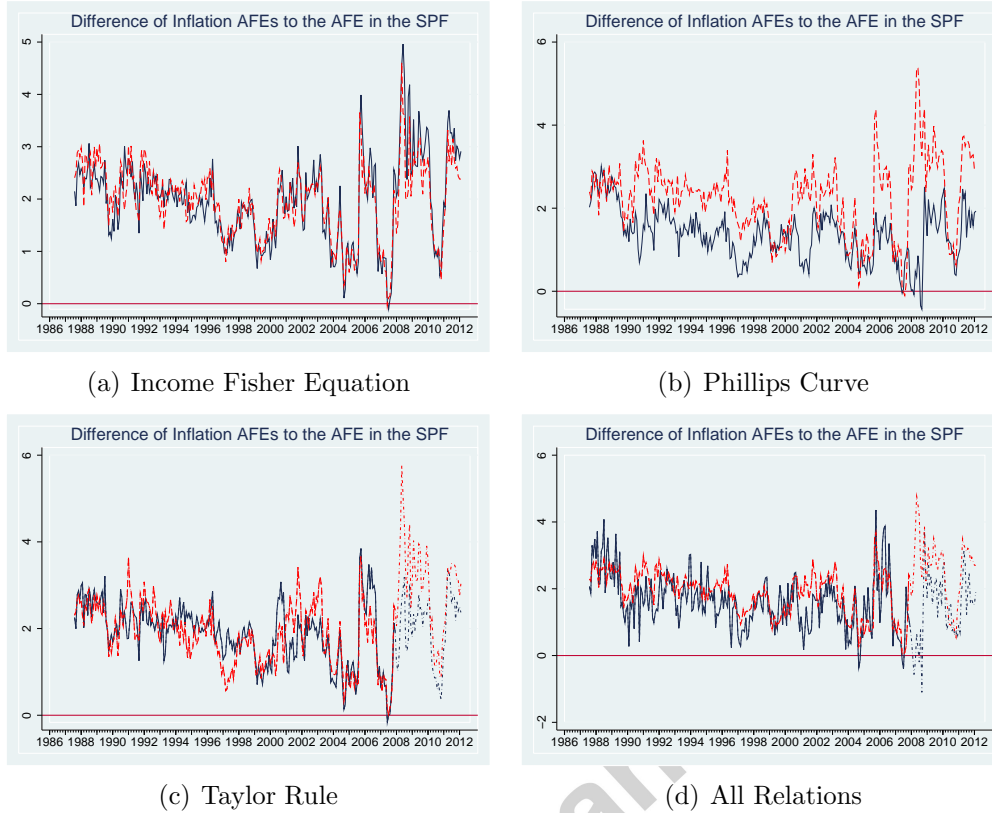 Difference of Inflation AFEs to the AFE in the SPF
5
4
3
2
1
0
1986 1988 1990 1992 1994 1996 1998 2000 2002 2004 2006 2008 2010 2012
(a) Income Fisher Equation
Difference of Inflation AFEs to the AFE in the SPF
6
4
2
0
1986 1988 1990 1992 1994 1996 1998 2000 2002 2004 2006 2008 2010 2012
(b) Phillips Curve
Difference of Inflation AFEs to the AFE in the SPF
6
4
2
0
1986 1988 1990 1992 1994 1996 1998 2000 2002 2004 2006 2008 2010 2012
(c) Taylor Rule
Difference of Inflation AFEs to the AFE in the SPF
6
4
2
0
−2
1986 1988 1990 1992 1994 1996 1998 2000 2002 2004 2006 2008 2010 2012
(d) All Relations